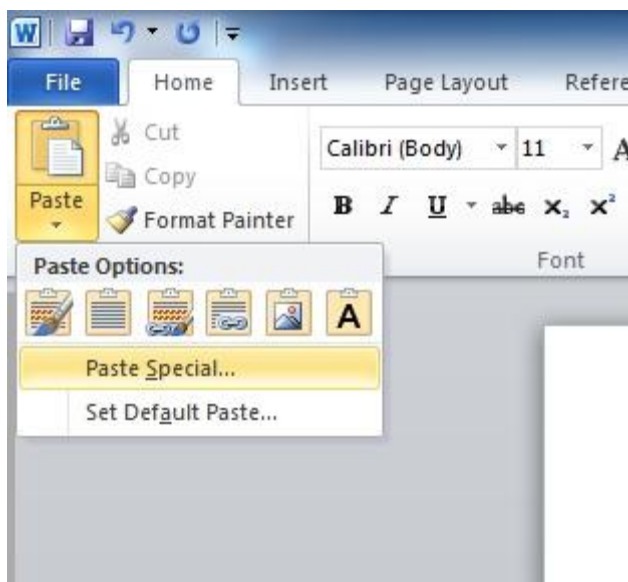 W
File Home Insert Page Layout Refere
Cut
Calibri (Body) 11 A
Copy
Paste
Format Painter
B I U abe X₂ X²
Font
Paste Options:
A
Paste Special...
Set Default Paste...